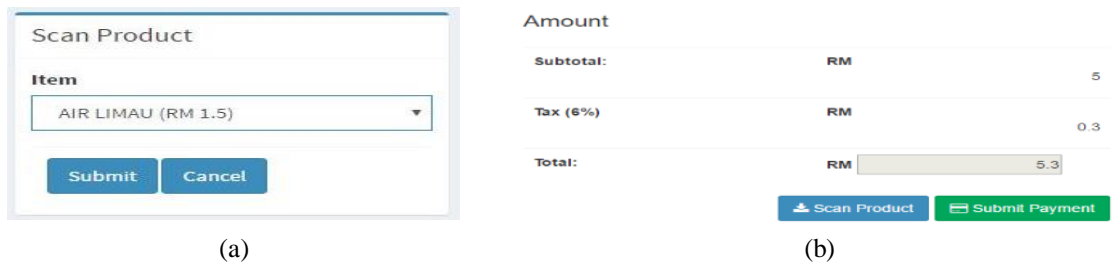 Scan Product
Item
AIR LIMAU (RM 1.5)
Submit Cancel
(a)
Amount
Subtotal: RM
5
Tax (6%) RM
0.3
Total: RM 5.3
Scan Product Submit Payment
(b)